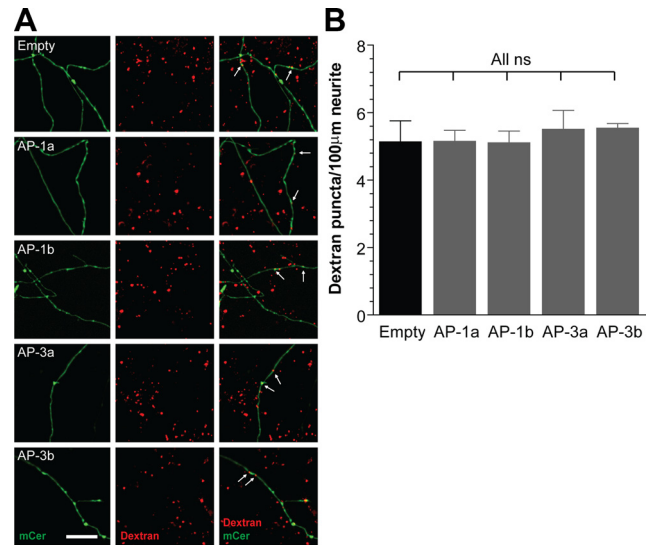 A
Empty
AP-1a
AP-1b
AP-3a
AP-3b
mCer
Dextran
Dextran
mCer
B
Dextran puncta/100μm neurite
8
6
4
2
0
All ns
Empty AP-1a AP-1b AP-3a AP-3b